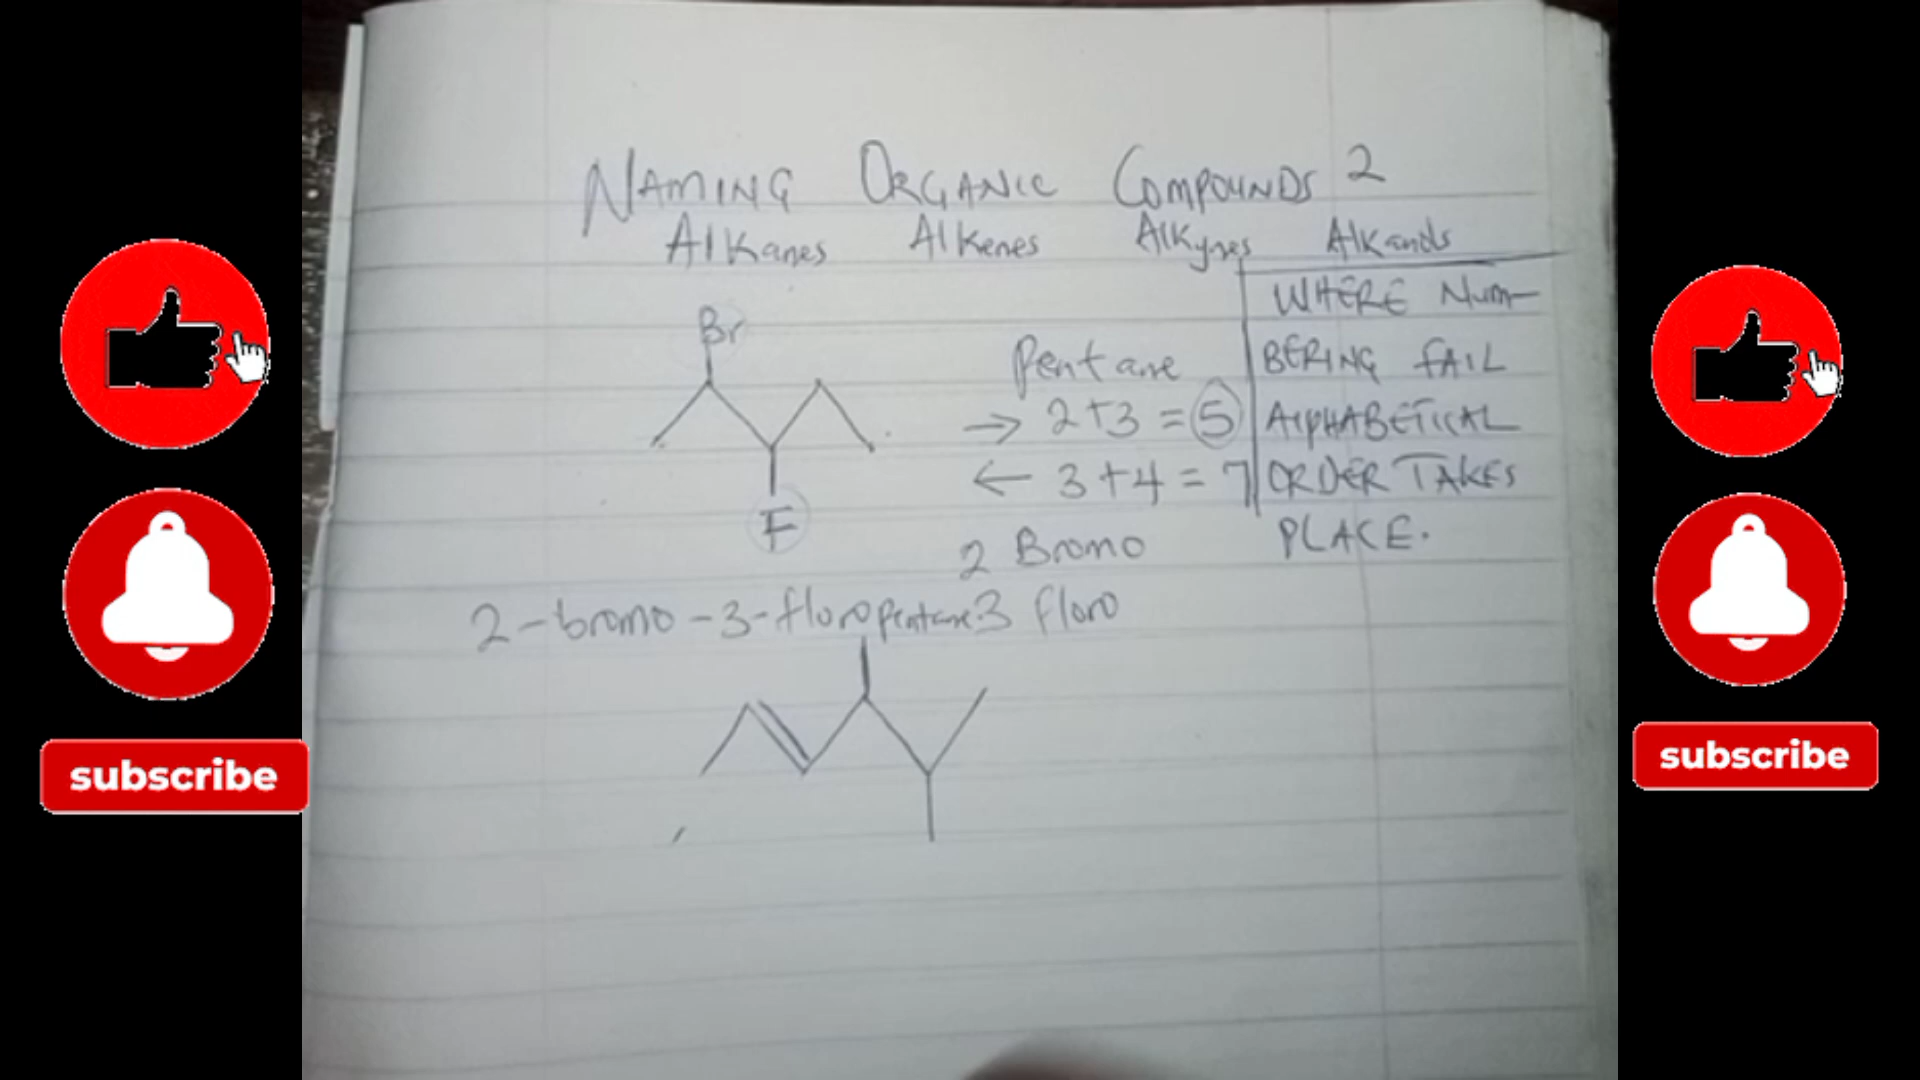 NAMING ORGANIC COMPOUNDS 2
Alkanes Alkenes Alkynes Alkanols
WHERE NUM-
BERING FAIL
ALPHABETICAL
ORDER TAKES
PLACE.
Br
F
Pentane
→ 2+3 = 5
← 3+4 = 7
2 Bromo
3 floro
2-bromo-3-floropentane.
subscribe
subscribe